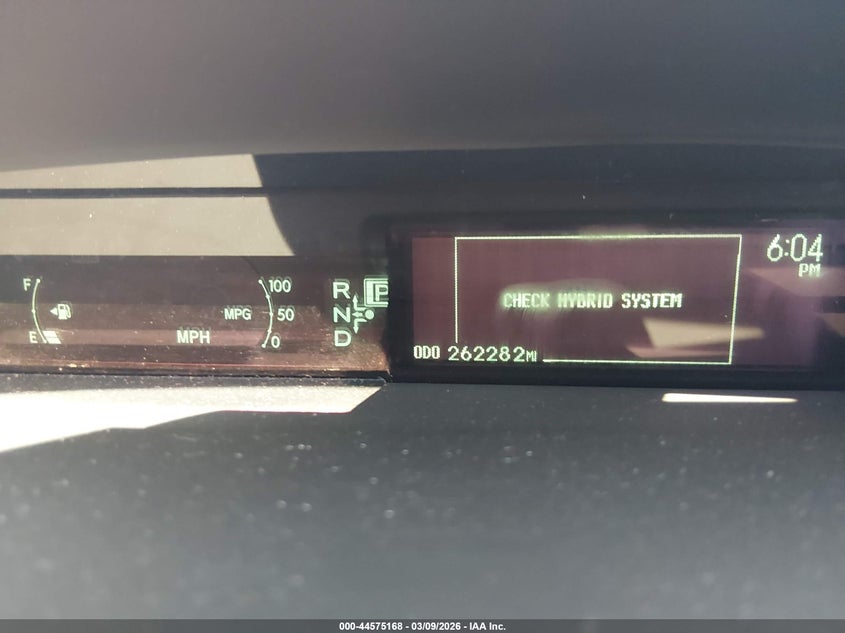 F
E
100
MPG 50
0
MPH
R
N
D
P
6:04
PM
CHECK HYBRID SYSTEM
ODO 262282MI
000-44575168 - 03/09/2026 - IAA Inc.